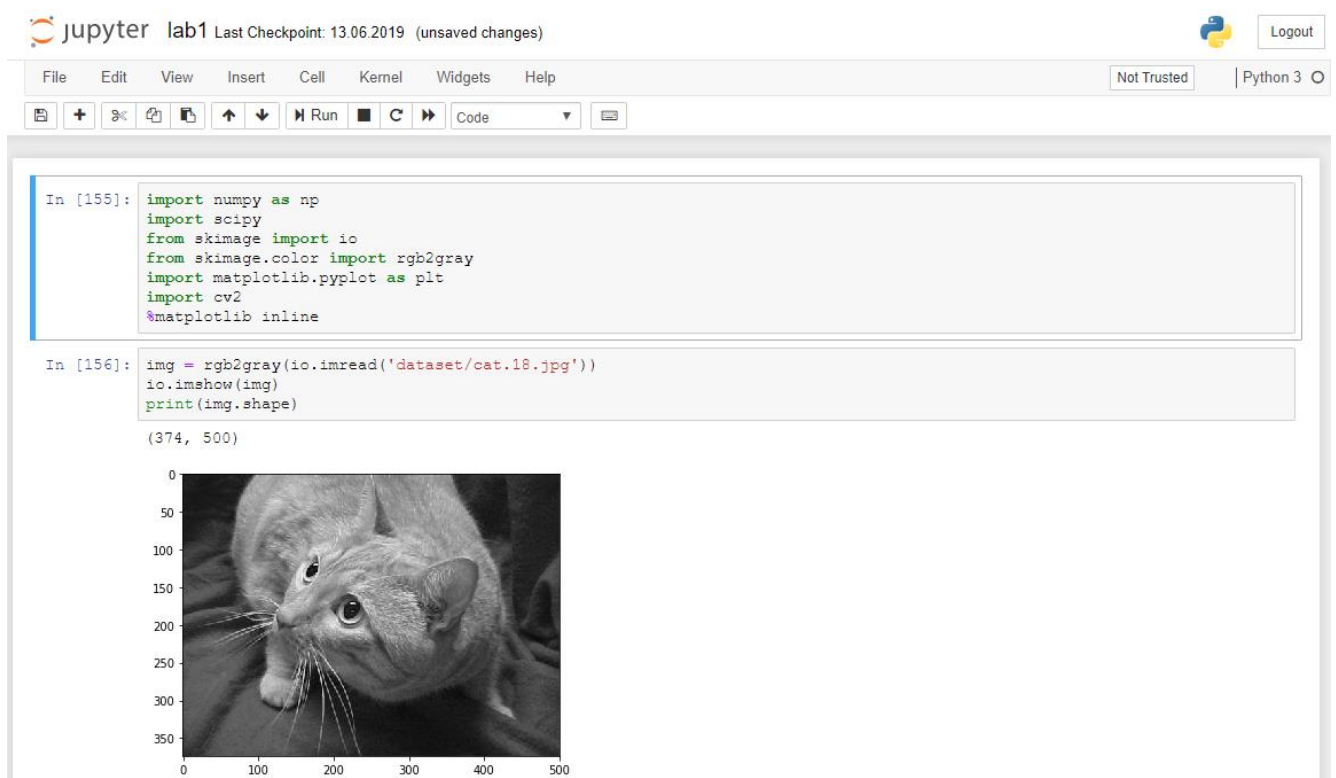 jupyter lab1 Last Checkpoint: 13.06.2019 (unsaved changes) Logout
File Edit View Insert Cell Kernel Widgets Help Not Trusted Python 3
Run Code
In [155]: import numpy as np
import scipy
from skimage import io
from skimage.color import rgb2gray
import matplotlib.pyplot as plt
import cv2
%matplotlib inline
In [156]: img = rgb2gray(io.imread('dataset/cat.18.jpg'))
io.imshow(img)
print(img.shape)
(374, 500)
0
50
100
150
200
250
300
350
0 100 200 300 400 500